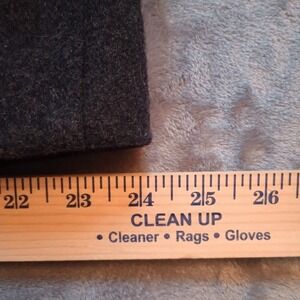 22 23 24 25 26
CLEAN UP
• Cleaner • Rags • Gloves